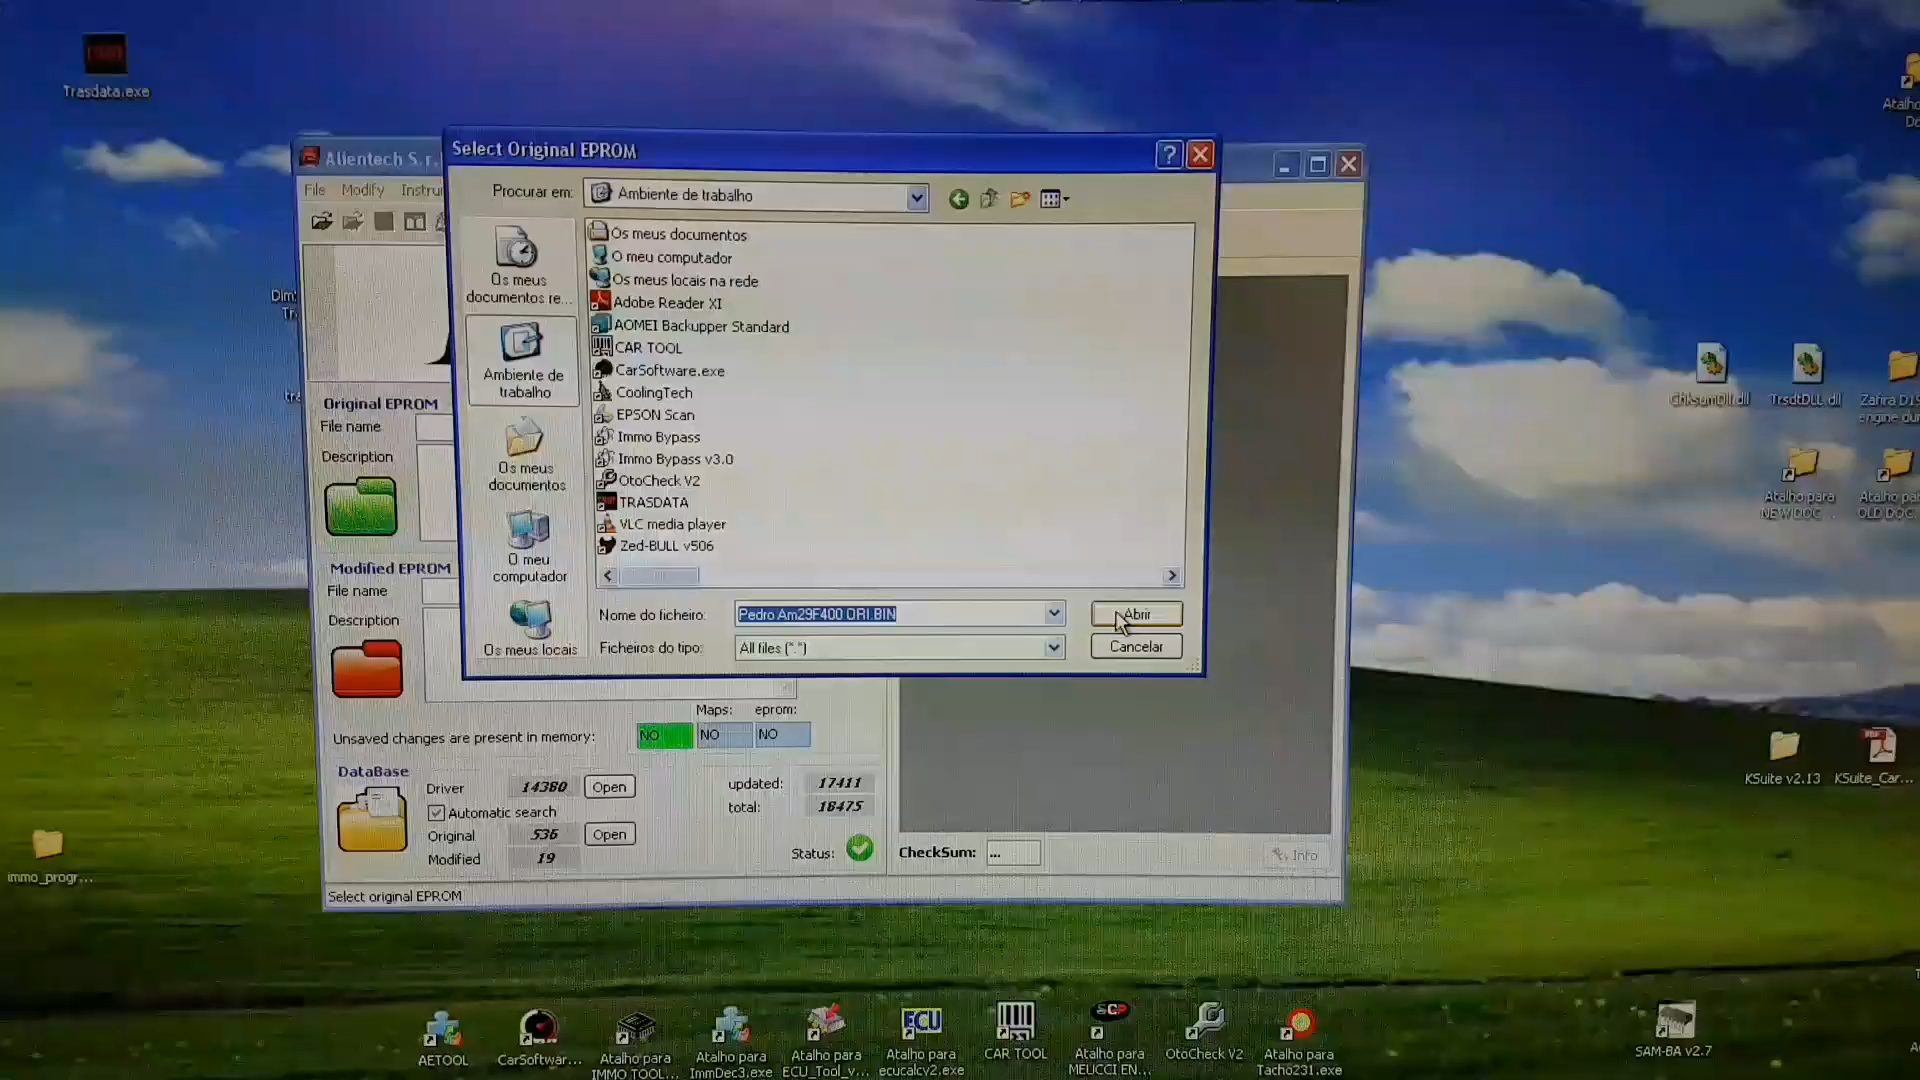 Trasdata.exe
Alientech S.r.
Select Original EPROM
File Modify Instru
Procurar em: Ambiente de trabalho
Os meus
documentos re...
Ambiente de
trabalho
Os meus
documentos
O meu
computador
Os meus locais
Os meus documentos
O meu computador
Os meus locais na rede
Adobe Reader XI
AOMEI Backupper Standard
CAR TOOL
CarSoftware.exe
CoolingTech
EPSON Scan
Immo Bypass
Immo Bypass v3.0
OtoCheck V2
TRASDATA
VLC media player
Zed-BULL v506
Nome do ficheiro: Pedro Am29F400 ORI.BIN Abrir
Ficheiros do tipo: All files (*.*) Cancelar
Original EPROM
File name
Description
Modified EPROM
File name
Description
Maps: eprom:
Unsaved changes are present in memory: NO NO NO
DataBase
Driver 14380 Open
Automatic search
Original 536 Open
Modified 19
updated: 17411
total: 18475
Status:
CheckSum: ...
Info
Select original EPROM
ChksumDll.dll
TrsdtDLL.dll
Zafira D19
engine du
Atalho para
NEW DOC...
Atalho pa
OLD DOC
KSuite v2.13
KSuite_Car...
immo_progr...
AETOOL
CarSoftwar...
Atalho para
IMMO TOOL...
Atalho para
ImmDec3.exe
Atalho para
ECU_Tool_v...
ECU
Atalho para
ecucalcv2.exe
CAR TOOL
Atalho para
MEUCCI EN...
OtoCheck V2
Atalho para
Tacho231.exe
SAM-BA v2.7